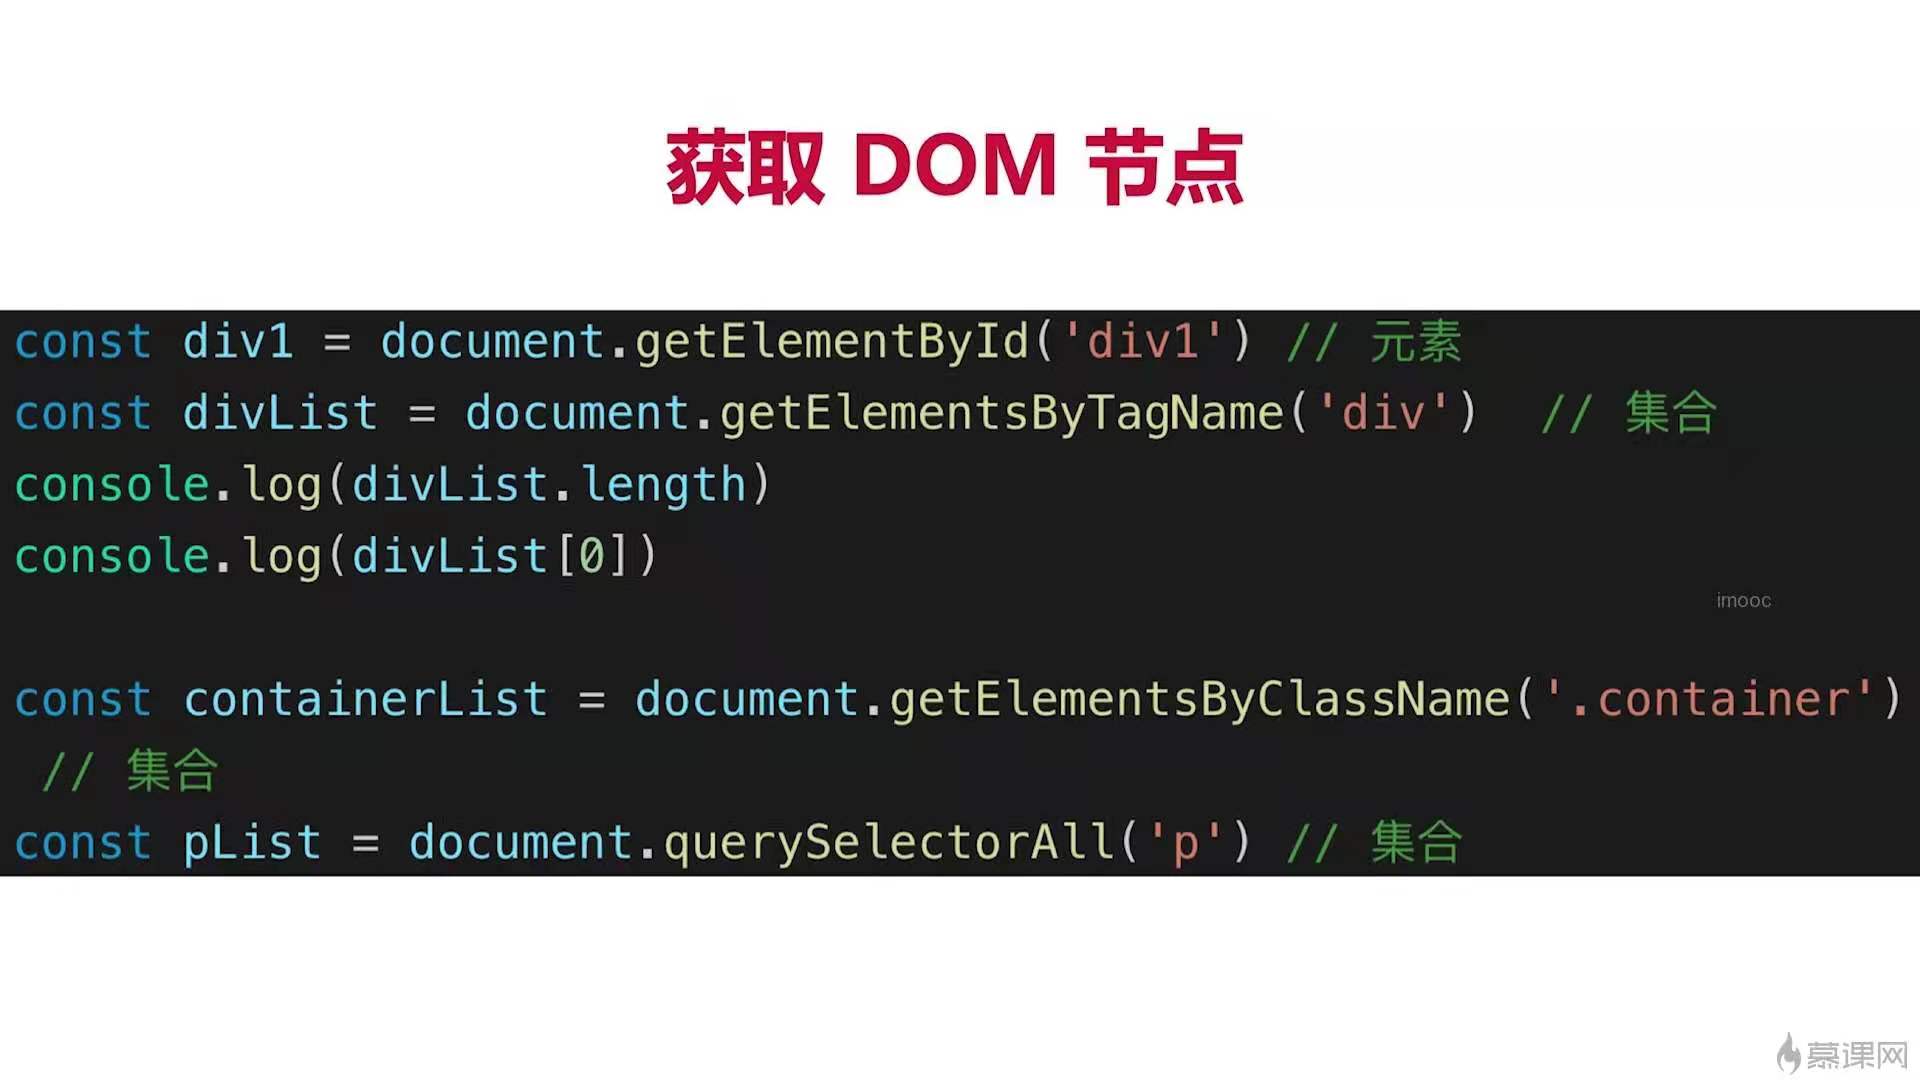 获取 DOM 节点
const div1 = document.getElementById('div1') // 元素
const divList = document.getElementsByTagName('div')  // 集合
console.log(divList.length)
console.log(divList[0])
imooc
const containerList = document.getElementsByClassName('.container')
// 集合
const pList = document.querySelectorAll('p') // 集合
慕课网